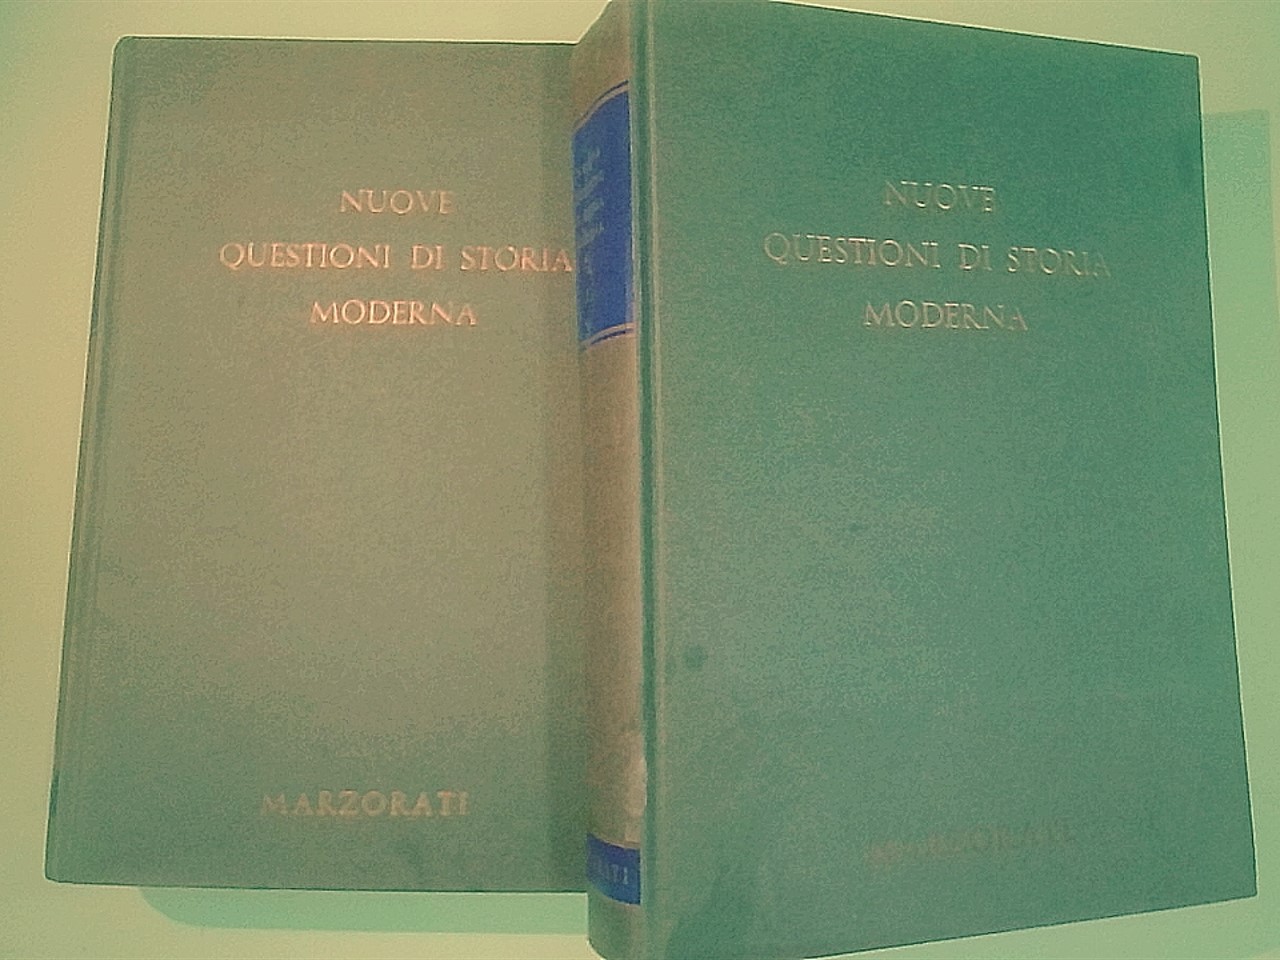 NUOVE
QUESTIONI DI STORIA
MODERNA
MARZORATI
NUOVE
QUESTIONI DI STORIA
MODERNA
MARZORATI